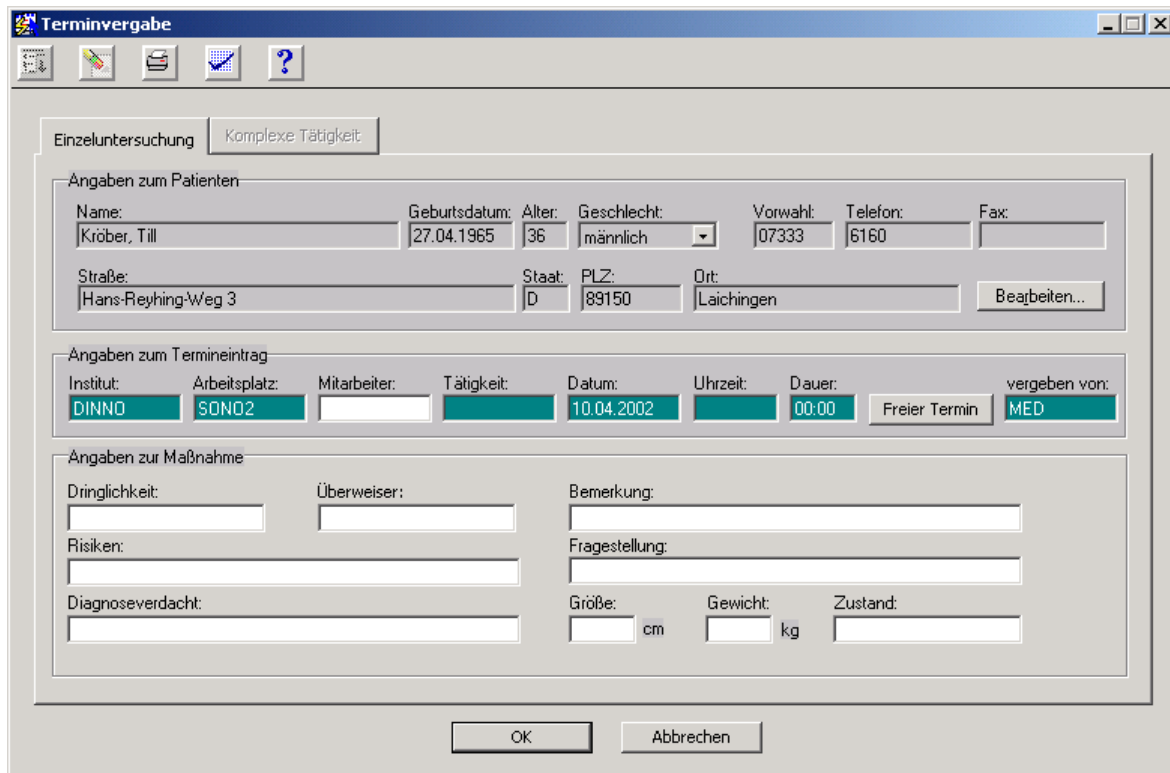 Terminvergabe
Einzeluntersuchung Komplexe Tätigkeit
Angaben zum Patienten
Name: Geburtsdatum: Alter: Geschlecht: Vorwahl: Telefon: Fax:
Kröber, Till 27.04.1965 36 männlich 07333 6160
Straße: Staat: PLZ: Ort:
Hans-Reyhing-Weg 3 D 89150 Laichingen Bearbeiten...
Angaben zum Termineintrag
Institut: Arbeitsplatz: Mitarbeiter: Tätigkeit: Datum: Uhrzeit: Dauer: vergeben von:
DINNO SONO2 10.04.2002 00:00 Freier Termin MED
Angaben zur Maßnahme
Dringlichkeit: Überweiser: Bemerkung:
Risiken: Fragestellung:
Diagnoseverdacht: Größe: Gewicht: Zustand:
cm kg
OK Abbrechen